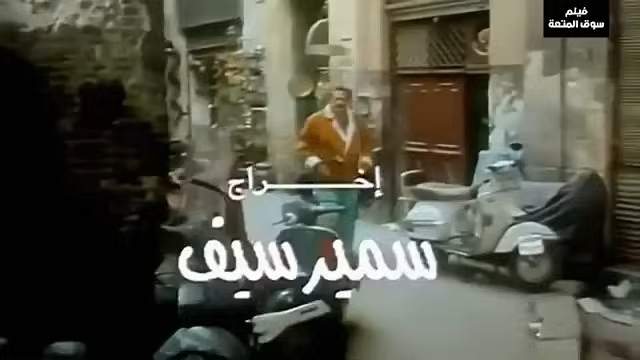 فيلم
سوق المتعة
إخراج
سمير سيف